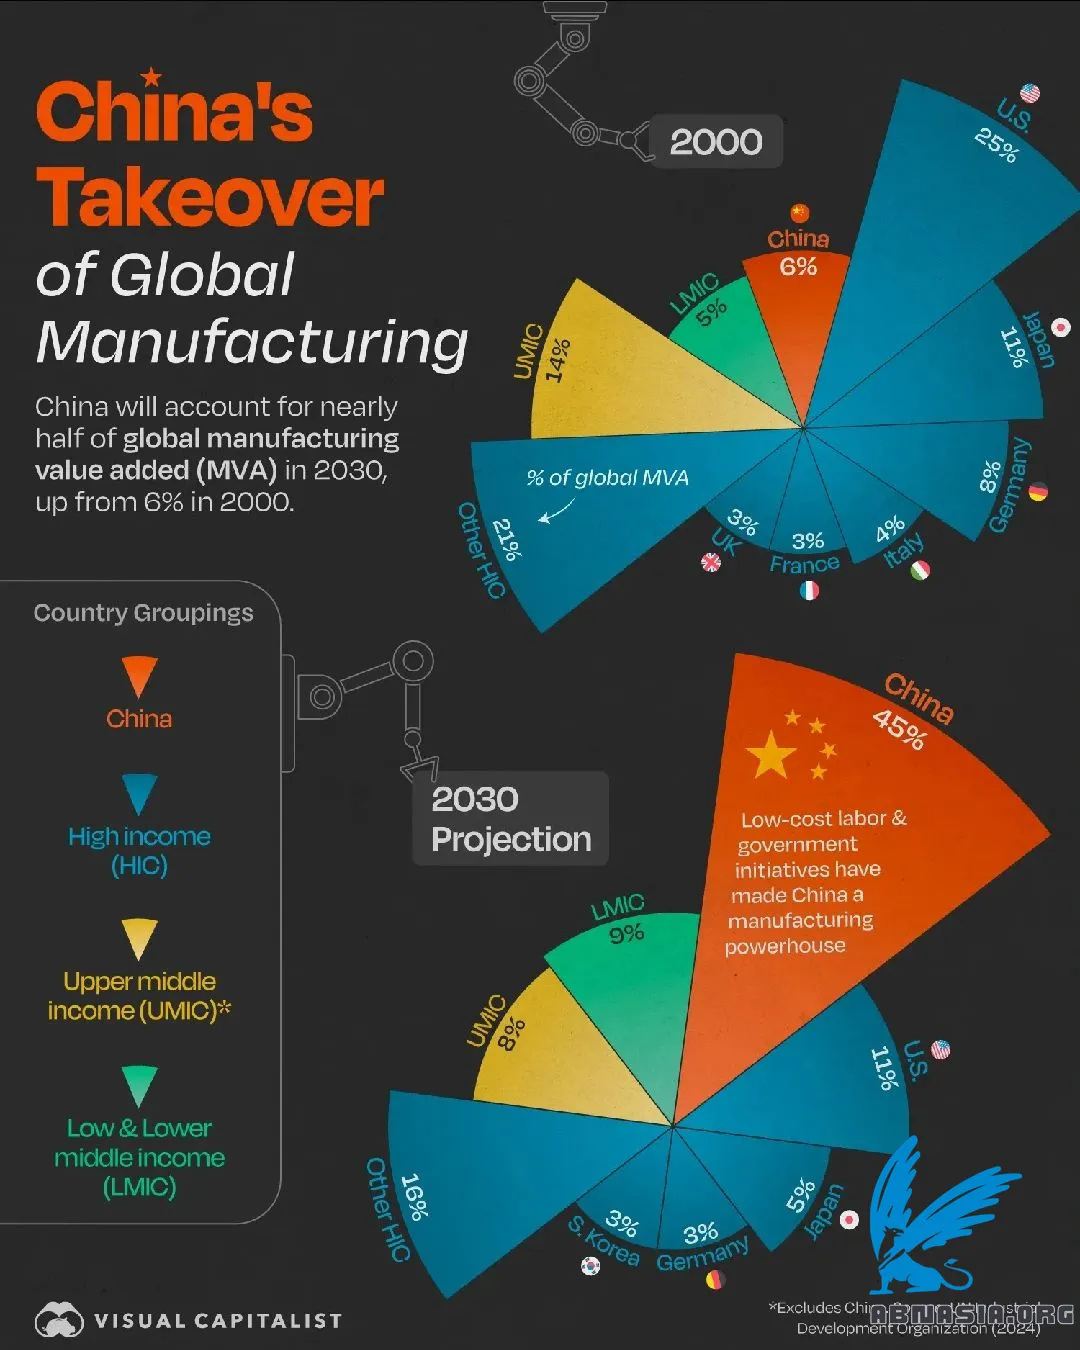 China's
Takeover
of Global
Manufacturing
China will account for nearly
half of global manufacturing
value added (MVA) in 2030,
up from 6% in 2000.
2000
U.S.
25%
China
6%
LMIC
5%
UMIC
14%
Japan
11%
Germany
8%
Italy
4%
France
3%
UK
3%
Other HIC
21%
% of global MVA
Country Groupings
China
High income
(HIC)
Upper middle
income (UMIC)*
Low & Lower
middle income
(LMIC)
2030
Projection
China
45%
Low-cost labor &
government
initiatives have
made China a
manufacturing
powerhouse
LMIC
9%
UMIC
8%
U.S.
11%
Japan
5%
Germany
3%
S. Korea
3%
Other HIC
16%
VISUAL CAPITALIST
*Excludes
ABNASIA.ORG
Development Organization (2024)